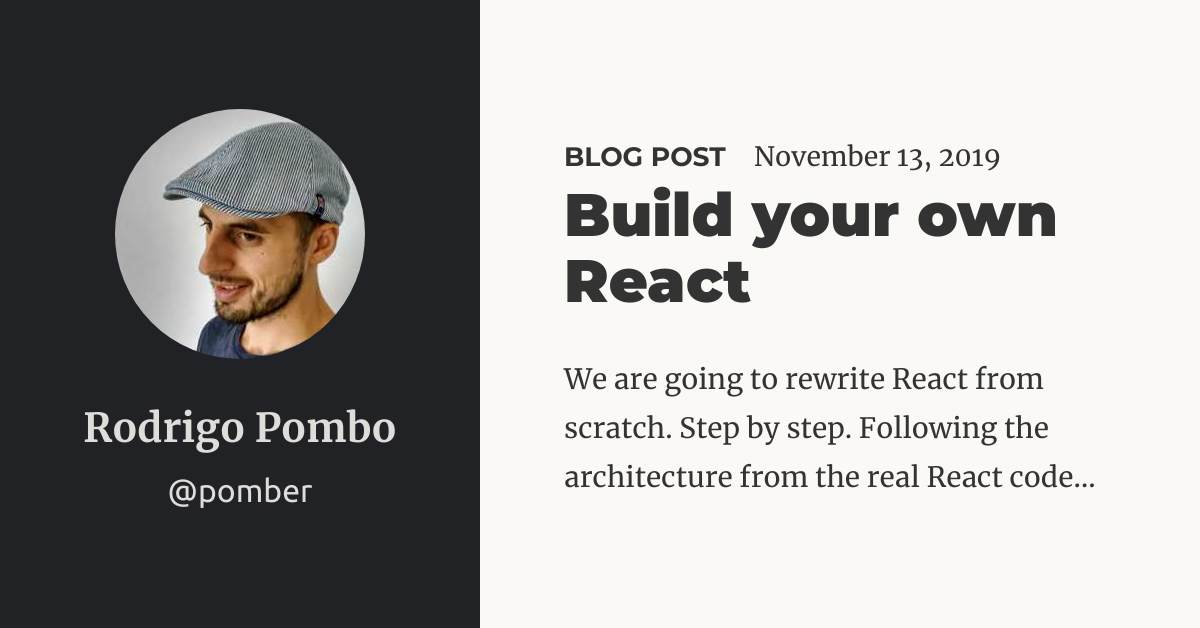 Rodrigo Pombo
@pomber
BLOG POST November 13, 2019
Build your own
React
We are going to rewrite React from
scratch. Step by step. Following the
architecture from the real React code...